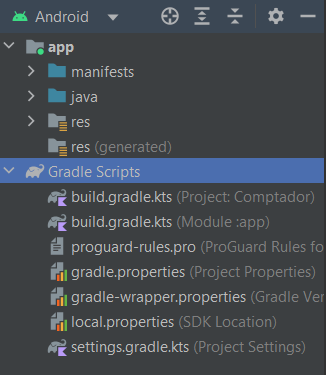 Android
app
manifests
java
res
res (generated)
Gradle Scripts
build.gradle.kts (Project: Comptador)
build.gradle.kts (Module :app)
proguard-rules.pro (ProGuard Rules fo
gradle.properties (Project Properties)
gradle-wrapper.properties (Gradle Ver
local.properties (SDK Location)
settings.gradle.kts (Project Settings)